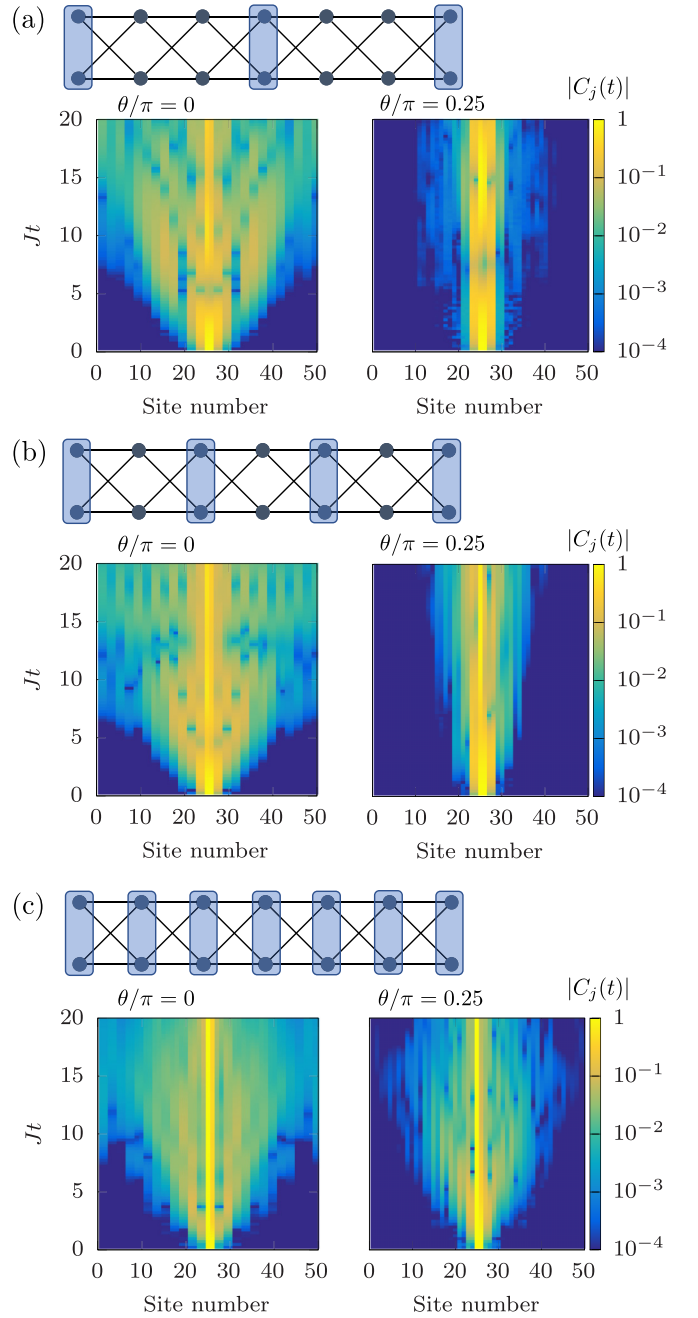 (a)
θ/π = 0
θ/π = 0.25
|C_j(t)|
20
15
10
5
0
Jt
0 10 20 30 40 50
Site number
0 10 20 30 40 50
Site number
1
10^{-1}
10^{-2}
10^{-3}
10^{-4}
(b)
θ/π = 0
θ/π = 0.25
|C_j(t)|
20
15
10
5
0
Jt
0 10 20 30 40 50
Site number
0 10 20 30 40 50
Site number
1
10^{-1}
10^{-2}
10^{-3}
10^{-4}
(c)
θ/π = 0
θ/π = 0.25
|C_j(t)|
20
15
10
5
0
Jt
0 10 20 30 40 50
Site number
0 10 20 30 40 50
Site number
1
10^{-1}
10^{-2}
10^{-3}
10^{-4}